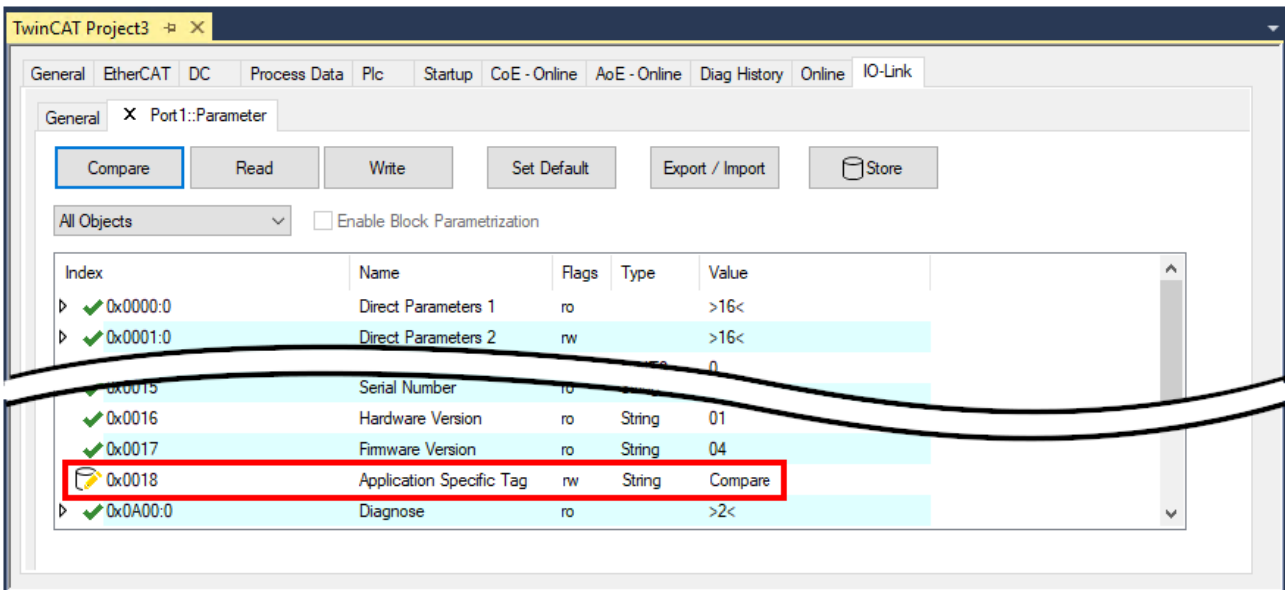 TwinCAT Project3
General EtherCAT DC Process Data Plc Startup CoE - Online AoE - Online Diag History Online IO-Link
General X Port1::Parameter
Compare Read Write Set Default Export / Import Store
All Objects Enable Block Parametrization
Index Name Flags Type Value
0x0000:0 Direct Parameters 1 ro >16<
0x0001:0 Direct Parameters 2 rw >16<
0
0x0015 Serial Number ro
0x0016 Hardware Version ro String 01
0x0017 Firmware Version ro String 04
0x0018 Application Specific Tag rw String Compare
0x0A00:0 Diagnose ro >2<